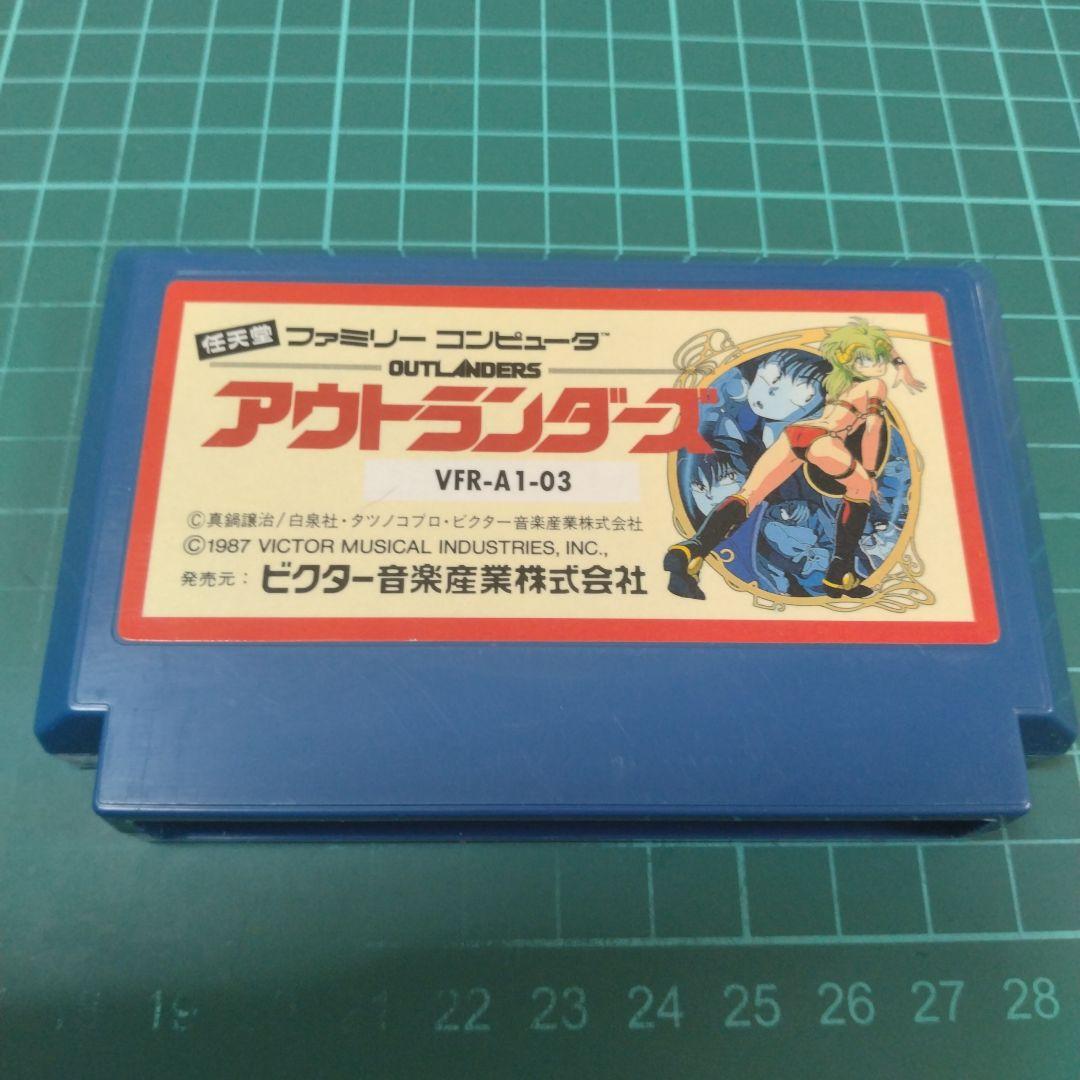 任天堂 ファミリー コンピュータ™
OUTLANDERS
アウトランダーズ
VFR-A1-03
©真鍋譲治/白泉社・タツノコプロ・ビクター音楽産業株式会社
©1987 VICTOR MUSICAL INDUSTRIES, INC.,
発売元: ビクター音楽産業株式会社
19 22 23 24 25 26 27 28